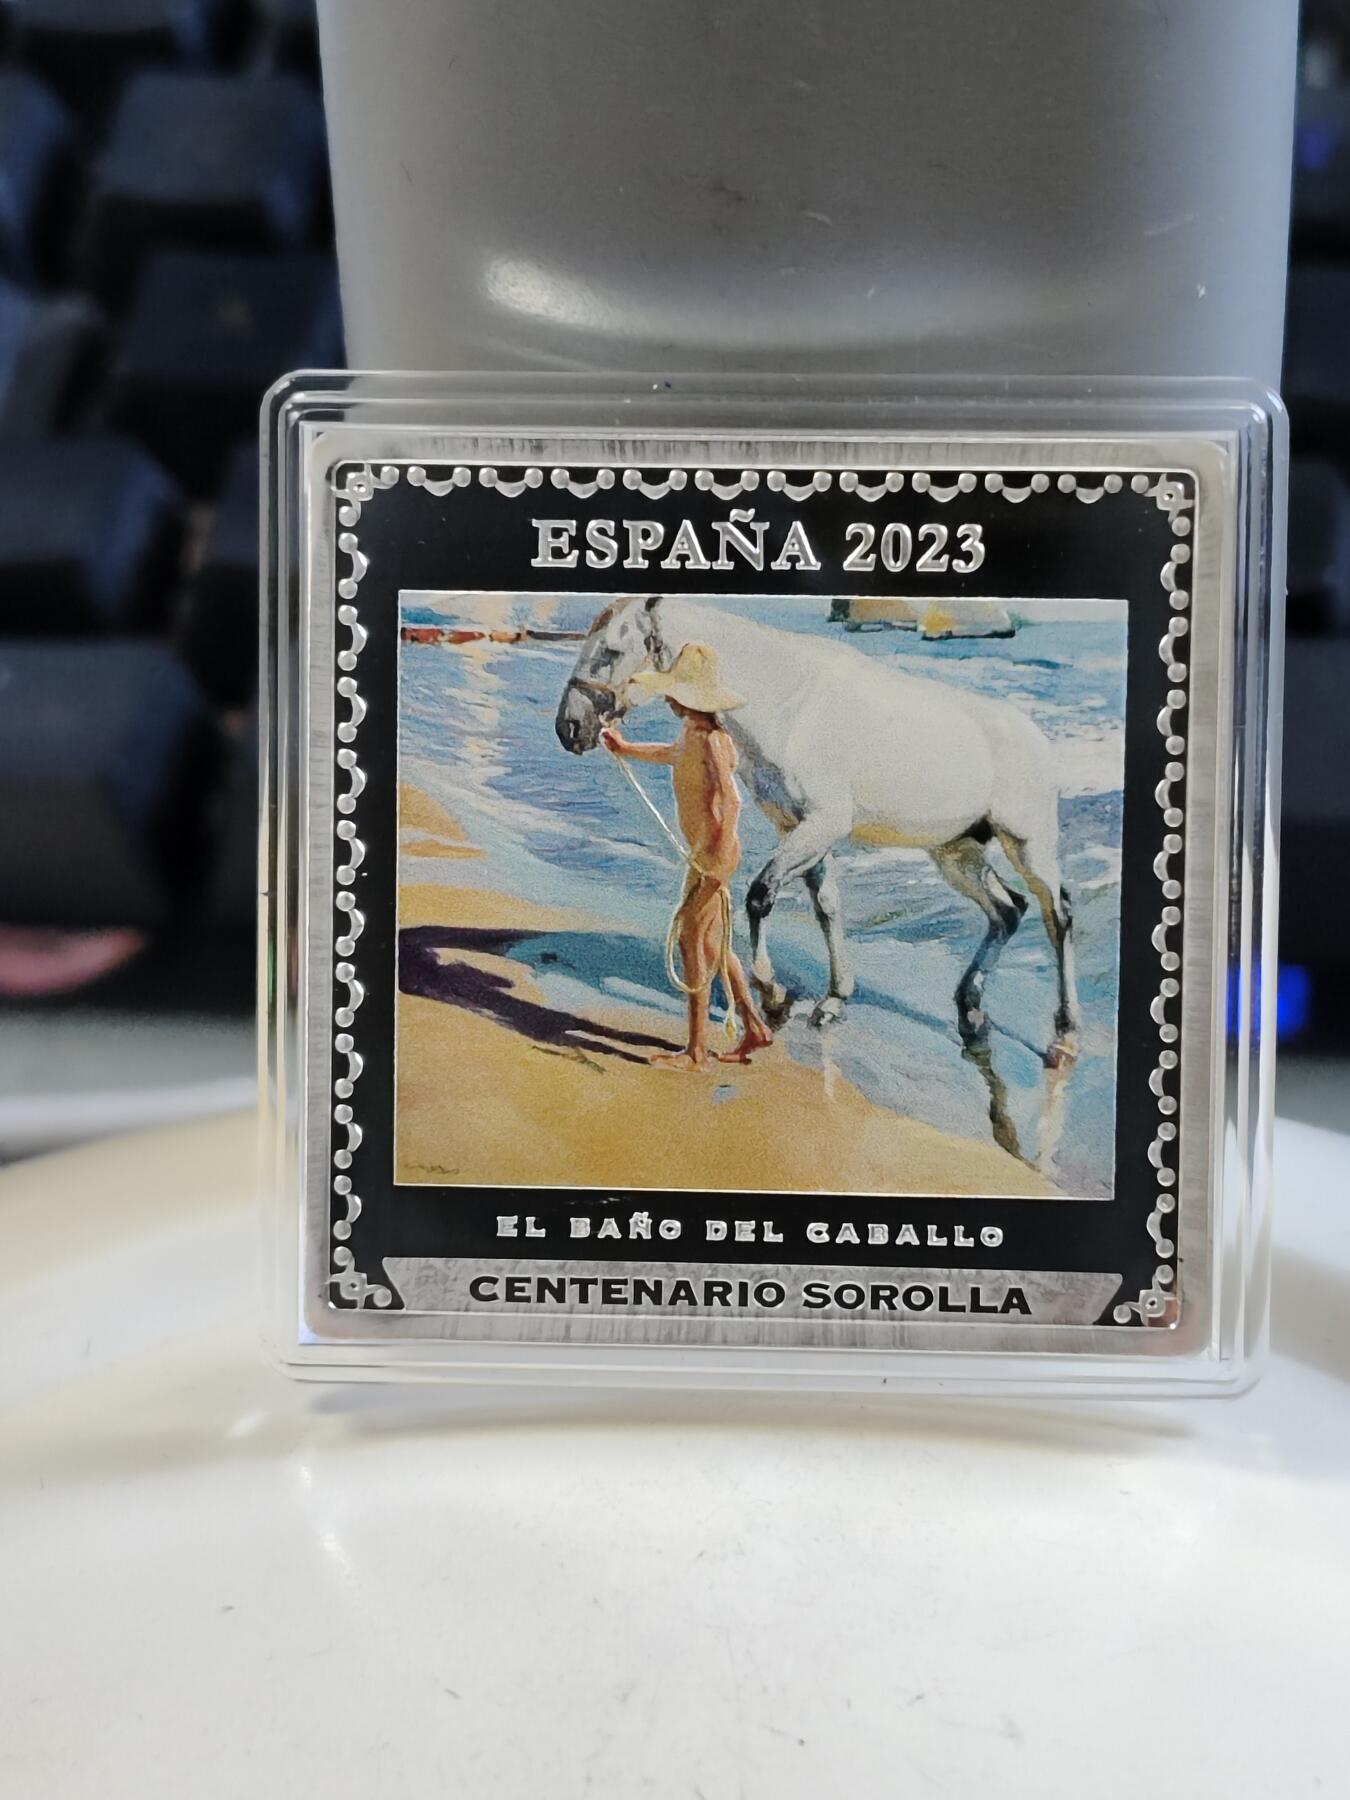 ESPAÑA 2023
EL BAÑO DEL CABALLO
CENTENARIO SOROLLA